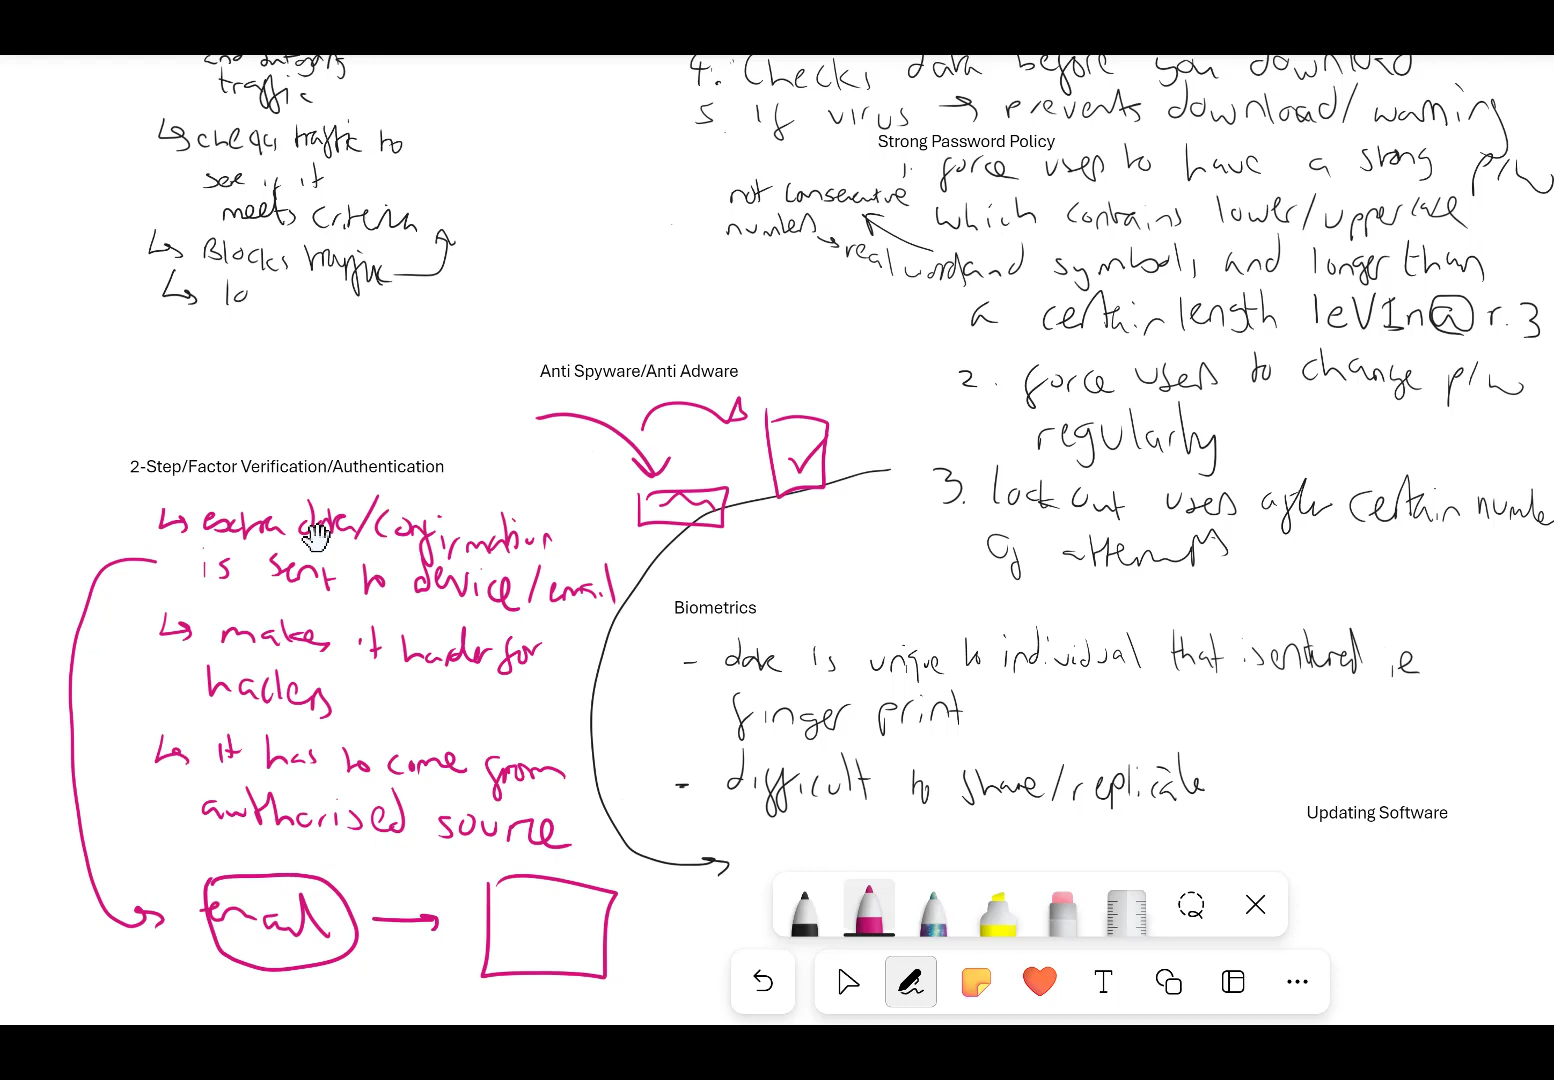 traffic
↳ checks traffic to
see if it
meets criteria
↳ Blocks traffic
↳ lo
4. Checks data before you download
5. If virus → prevents download/warning
Strong Password Policy
1. force users to have a strong p/w
which contains lower/uppercase
and symbols, and longer than
a certain length leVIn@r.3
not consecutive
numbers → real words
2. force users to change p/w
regularly
3. lock out users after certain number
of attempts
Anti Spyware/Anti Adware
2-Step/Factor Verification/Authentication
↳ extra data/confirmation
is sent to device/email
↳ makes it harder for
hackers
↳ it has to come from
authorised source
email
Biometrics
- data is unique to individual that is entered i.e
finger print
- difficult to share/replicate
Updating Software
T